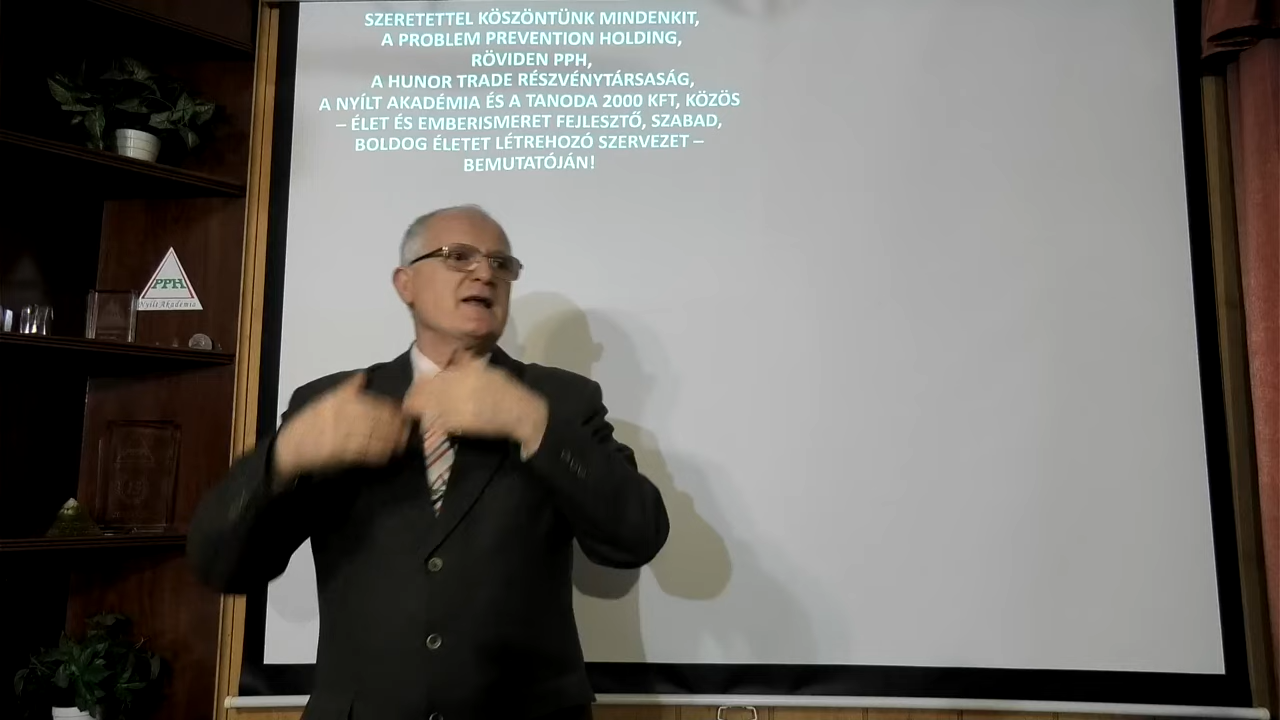 SZERETETTEL KÖSZÖNTÜNK MINDENKIT,
A PROBLEM PREVENTION HOLDING,
RÖVIDEN PPH,
A HUNOR TRADE RÉSZVÉNYTÁRSASÁG,
A NYÍLT AKADÉMIA ÉS A TANODA 2000 KFT, KÖZÖS
– ÉLET ÉS EMBERISMERET FEJLESZTŐ, SZABAD,
BOLDOG ÉLETET LÉTREHOZÓ SZERVEZET –
BEMUTATÓJÁN!
PPH
Nyílt Akadémia